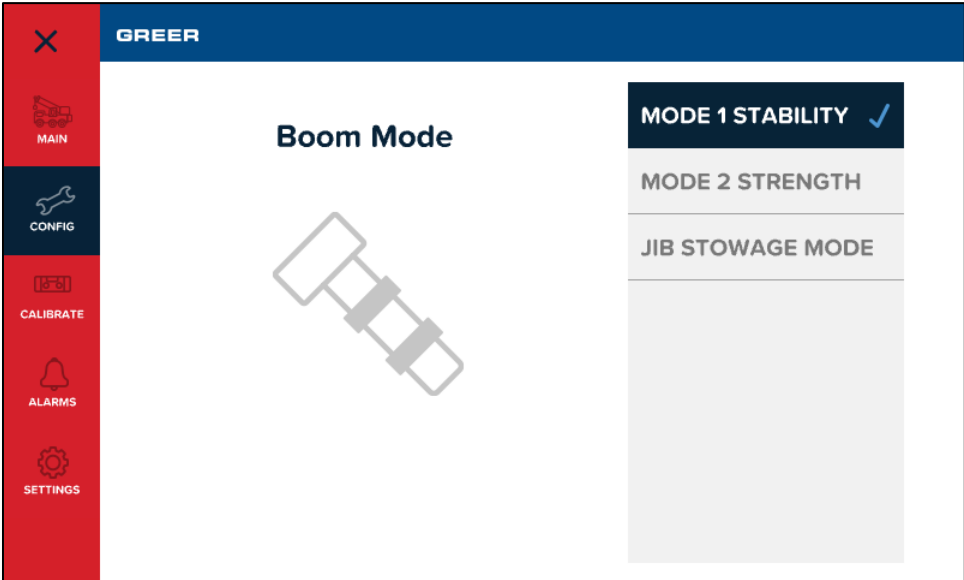 GREER
MAIN
CONFIG
CALIBRATE
ALARMS
SETTINGS
Boom Mode
MODE 1 STABILITY
MODE 2 STRENGTH
JIB STOWAGE MODE